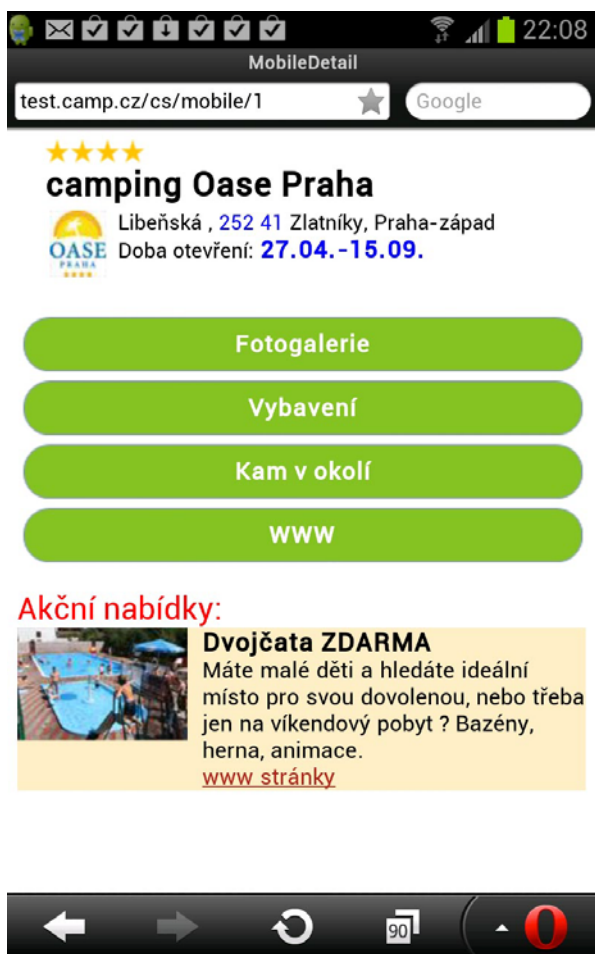 22:08
MobileDetail
test.camp.cz/cs/mobile/1
Google
camping Oase Praha
Libeňská , 252 41 Zlatníky, Praha-západ
OASE
PRAHA
Doba otevření: 27.04.-15.09.
Fotogalerie
Vybavení
Kam v okolí
WWW
Akční nabídky:
Dvojčata ZDARMA
Máte malé děti a hledáte ideální
místo pro svou dovolenou, nebo třeba
jen na víkendový pobyt ? Bazény,
herna, animace.
www stránky
90